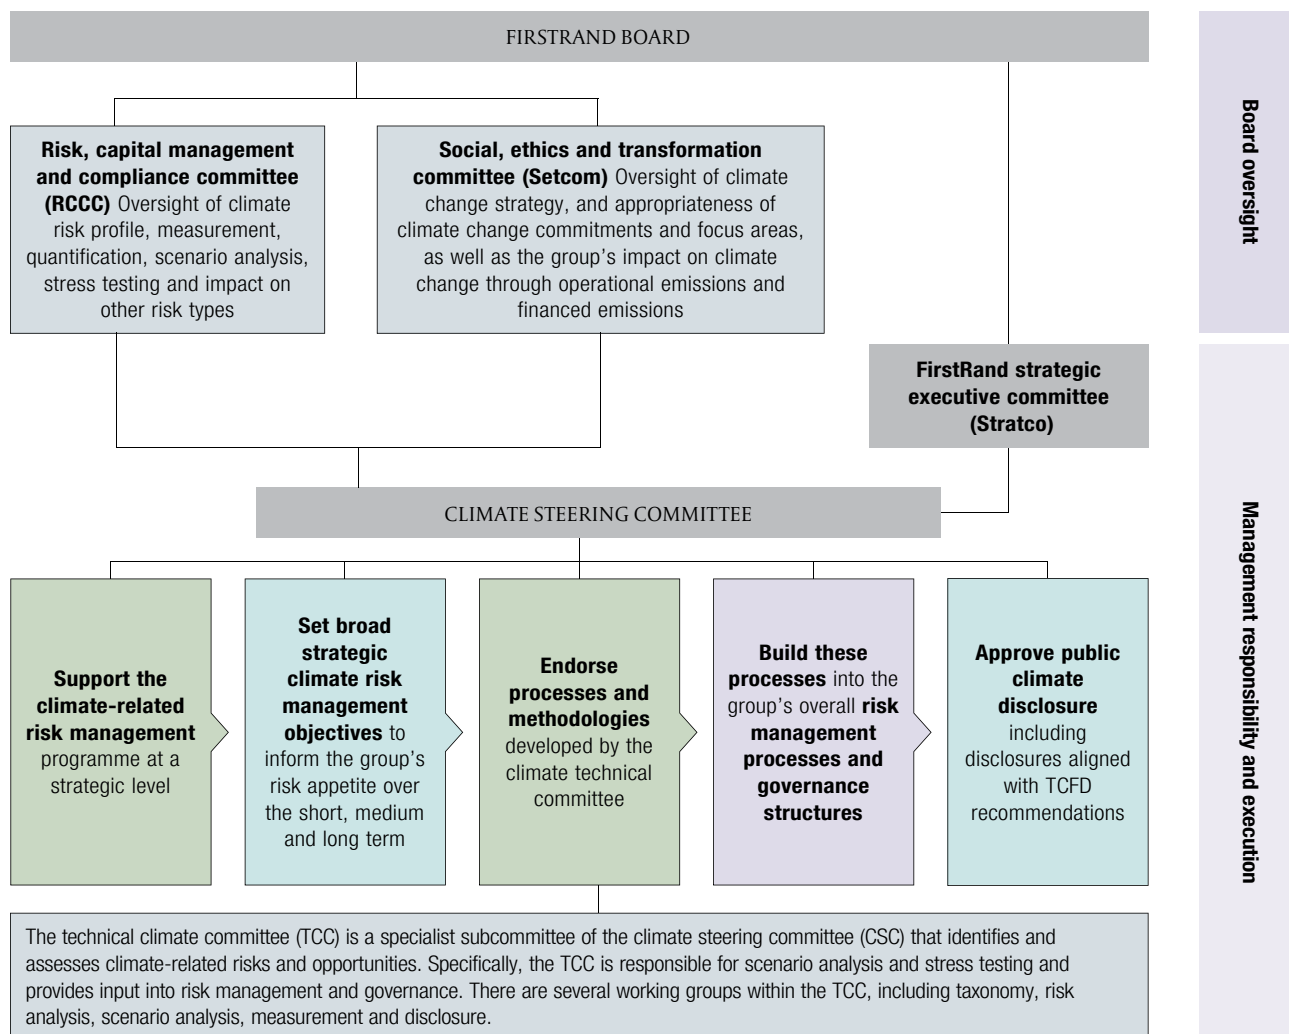 FIRSTRAND BOARD
Board oversight
Risk, capital management
and compliance committee
(RCCC) Oversight of climate
risk profile, measurement,
quantification, scenario analysis,
stress testing and impact on
other risk types
Social, ethics and transformation
committee (Setcom) Oversight of climate
change strategy, and appropriateness of
climate change commitments and focus areas,
as well as the group's impact on climate
change through operational emissions and
financed emissions
FirstRand strategic
executive committee
(Stratco)
Management responsibility and execution
CLIMATE STEERING COMMITTEE
Support the
climate-related
risk management
programme at a
strategic level
Set broad
strategic
climate risk
management
objectives to
inform the group's
risk appetite over
the short, medium
and long term
Endorse
processes and
methodologies
developed by the
climate technical
committee
Build these
processes into the
group's overall risk
management
processes and
governance
structures
Approve public
climate
disclosure
including
disclosures aligned
with TCFD
recommendations
The technical climate committee (TCC) is a specialist subcommittee of the climate steering committee (CSC) that identifies and
assesses climate-related risks and opportunities. Specifically, the TCC is responsible for scenario analysis and stress testing and
provides input into risk management and governance. There are several working groups within the TCC, including taxonomy, risk
analysis, scenario analysis, measurement and disclosure.